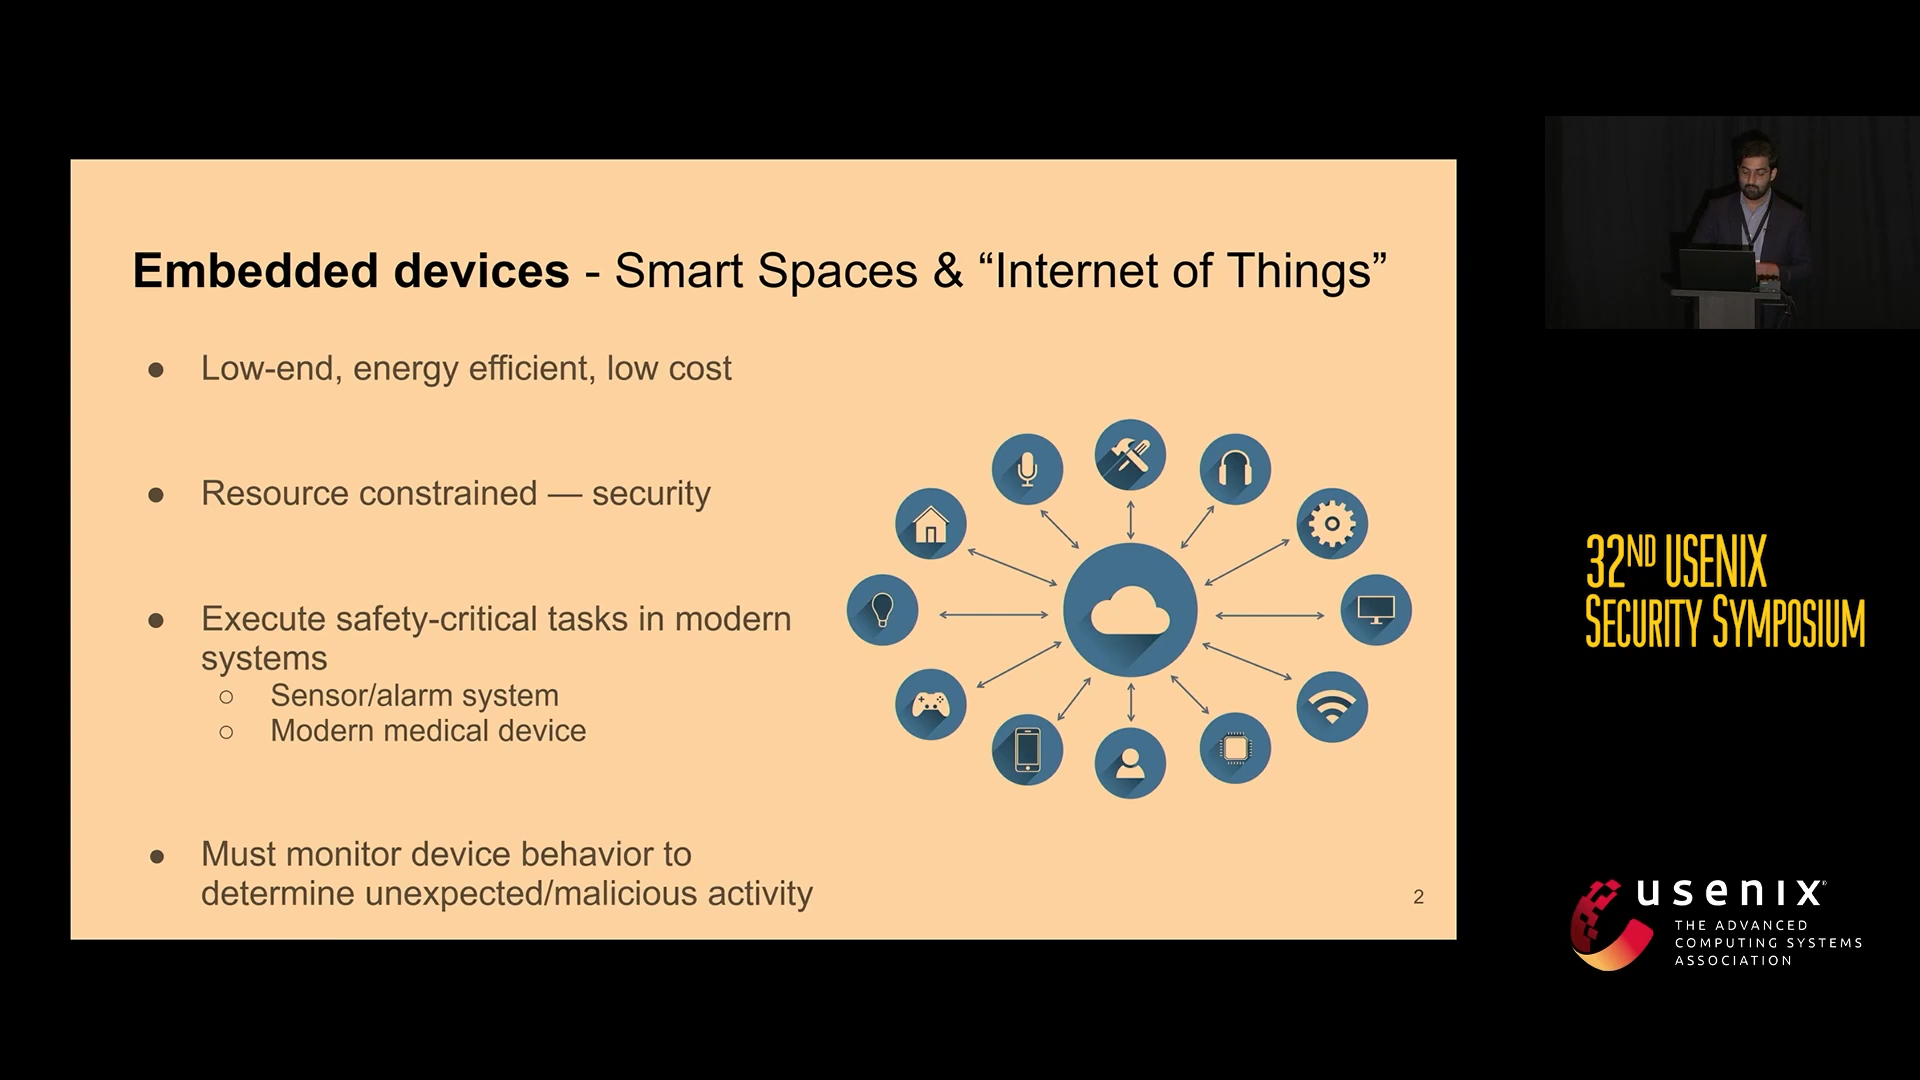 Embedded devices - Smart Spaces & “Internet of Things”
● Low-end, energy efficient, low cost
● Resource constrained — security
● Execute safety-critical tasks in modern
systems
○ Sensor/alarm system
○ Modern medical device
● Must monitor device behavior to
determine unexpected/malicious activity
2
32ND USENIX
SECURITY SYMPOSIUM
usenix®
THE ADVANCED
COMPUTING SYSTEMS
ASSOCIATION